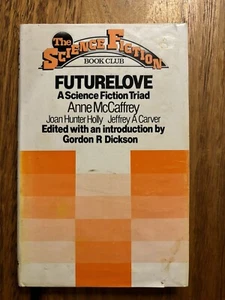 The
SCIENCE FICTION
BOOK CLUB
FUTURELOVE
A Science Fiction Triad
Anne McCaffrey
Joan Hunter Holly Jeffrey A Carver
Edited with an introduction by
Gordon R Dickson